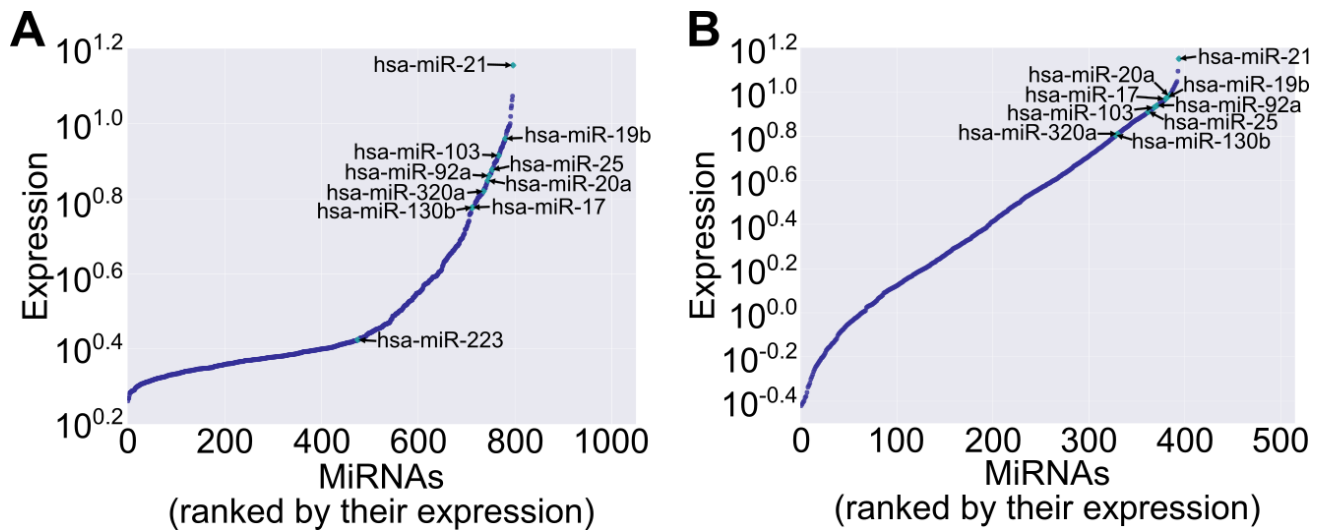 A
10^1.2
hsa-miR-21
10^1.0
hsa-miR-19b
hsa-miR-103
hsa-miR-25
hsa-miR-92a
hsa-miR-20a
10^0.8
hsa-miR-320a
hsa-miR-130b
hsa-miR-17
10^0.6
10^0.4
hsa-miR-223
10^0.2
Expression
0 200 400 600 800 1000
MiRNAs
(ranked by their expression)
B
10^1.2
hsa-miR-21
hsa-miR-20a
hsa-miR-19b
10^1.0
hsa-miR-17
hsa-miR-92a
hsa-miR-103
hsa-miR-25
10^0.8
hsa-miR-320a
hsa-miR-130b
10^0.6
10^0.4
10^0.2
10^0.0
10^-0.2
10^-0.4
Expression
0 100 200 300 400 500
MiRNAs
(ranked by their expression)